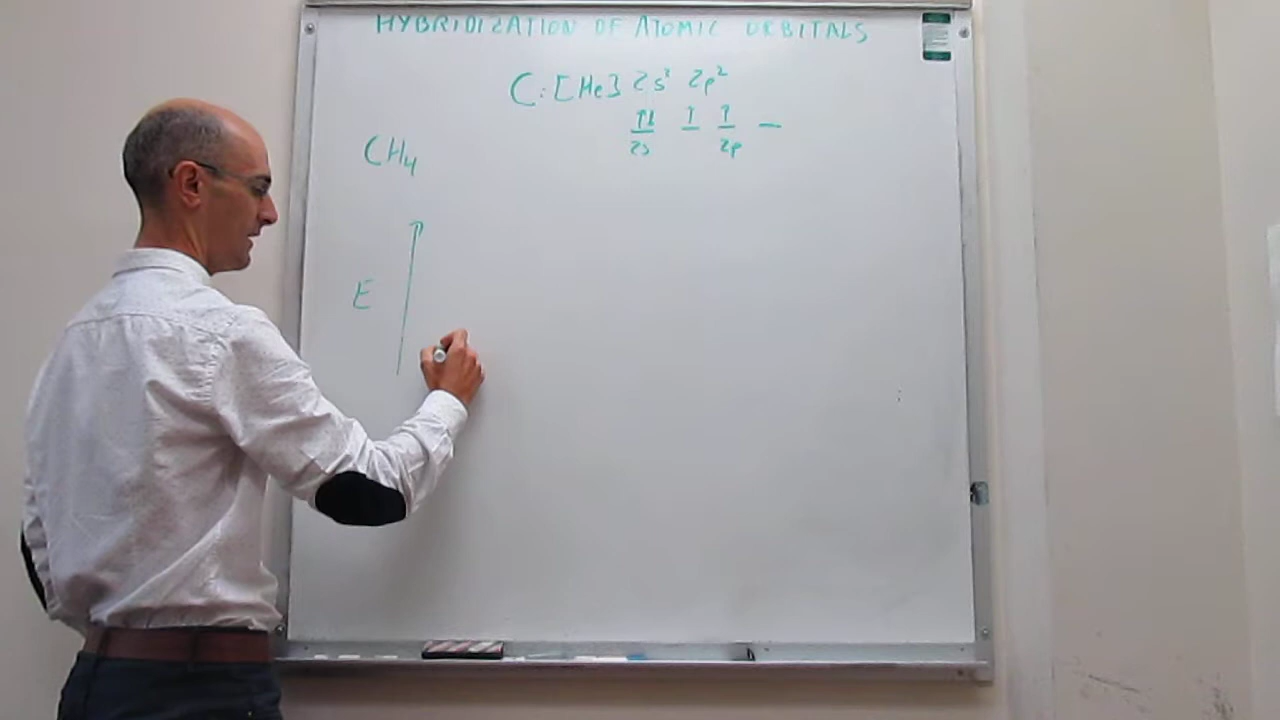 HYBRIDIZATION OF ATOMIC ORBITALS
C: [He] 2s² 2p²
↑↓ ↑ ↑
2s 2p
CH₄
E